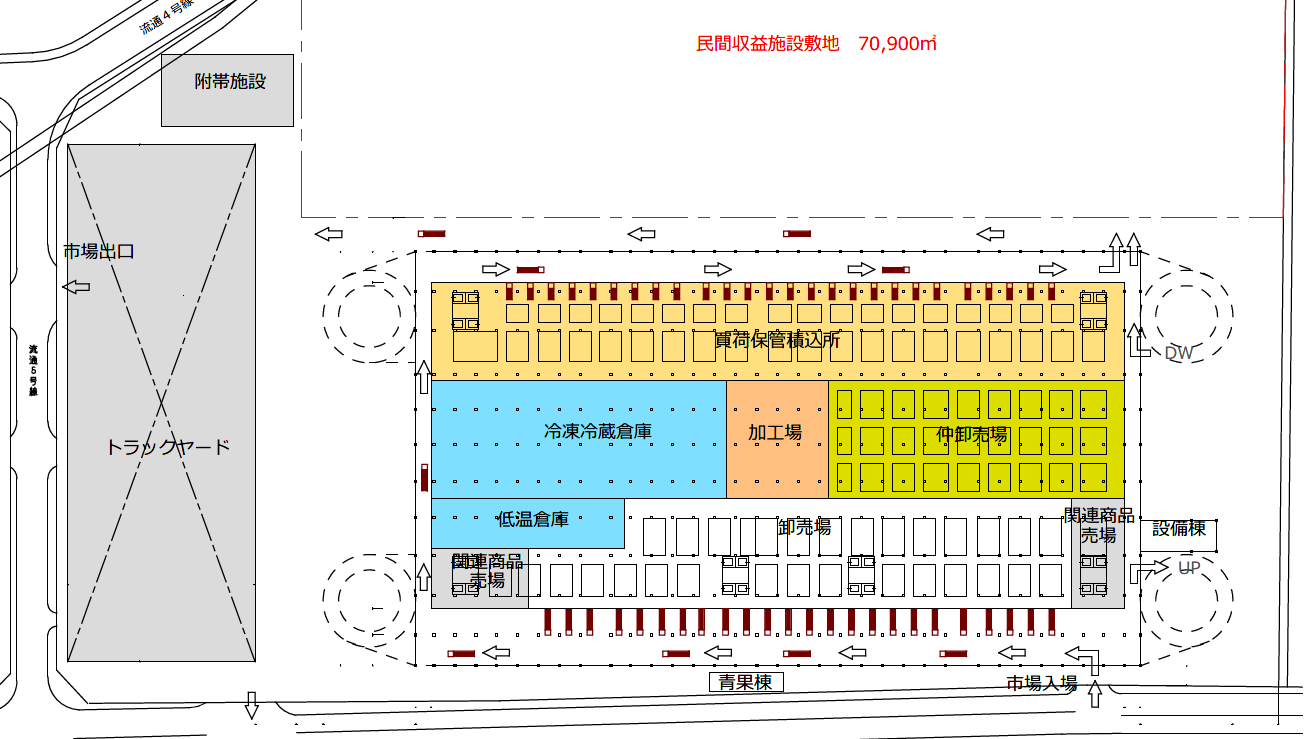 流通４号線
民間収益施設敷地　70,900㎡
附帯施設
市場出口
流通５号線
トラックヤード
買荷保管積込所
DW
冷凍冷蔵倉庫
加工場
仲卸売場
低温倉庫
卸売場
関連商品
売場
設備棟
関連商品
売場
UP
青果棟
市場入場